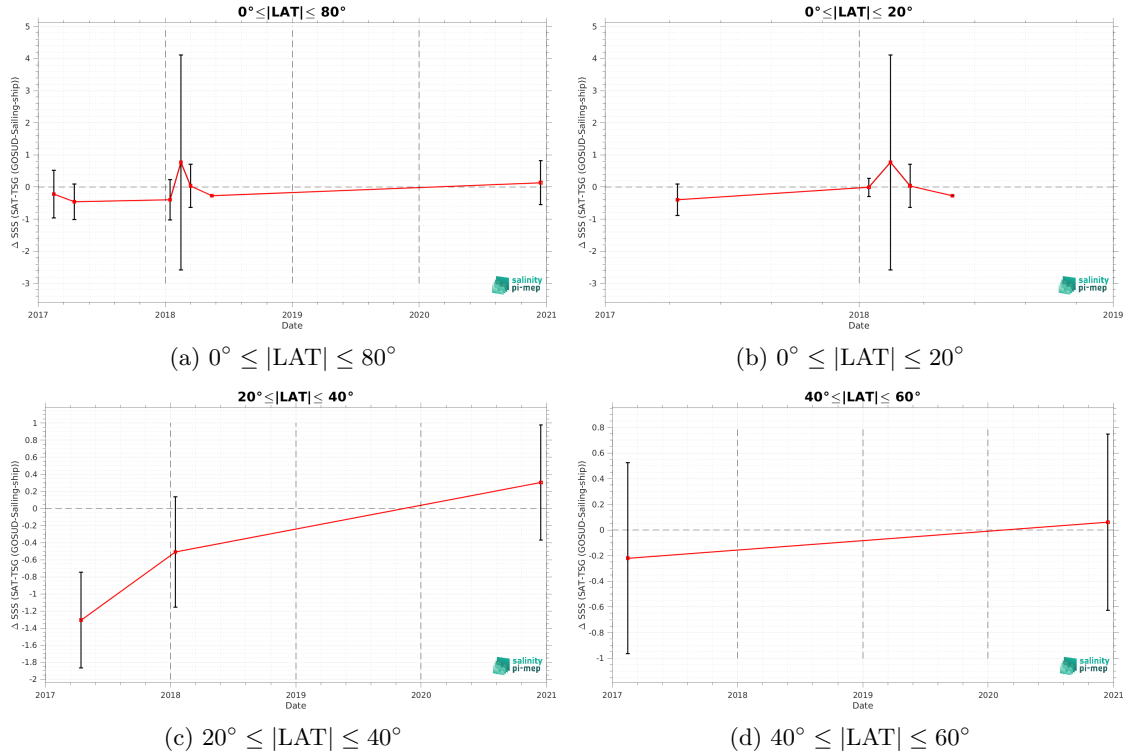 0°≤|LAT|≤ 80°
Δ SSS (SAT-TSG (GOSUD-Sailing-ship))
5
4
3
2
1
0
-1
-2
-3
2017
2018
2019
2020
2021
Date
salinity
pi-mep
(a) 0° ≤ |LAT| ≤ 80°
0°≤|LAT|≤ 20°
Δ SSS (SAT-TSG (GOSUD-Sailing-ship))
5
4
3
2
1
0
-1
-2
-3
2017
2018
2019
Date
salinity
pi-mep
(b) 0° ≤ |LAT| ≤ 20°
20°≤|LAT|≤ 40°
Δ SSS (SAT-TSG (GOSUD-Sailing-ship))
1
0.8
0.6
0.4
0.2
0
-0.2
-0.4
-0.6
-0.8
-1
-1.2
-1.4
-1.6
-1.8
-2
2017
2018
2019
2020
2021
Date
salinity
pi-mep
(c) 20° ≤ |LAT| ≤ 40°
40°≤|LAT|≤ 60°
Δ SSS (SAT-TSG (GOSUD-Sailing-ship))
0.8
0.6
0.4
0.2
0
-0.2
-0.4
-0.6
-0.8
-1
2017
2018
2019
2020
2021
Date
salinity
pi-mep
(d) 40° ≤ |LAT| ≤ 60°